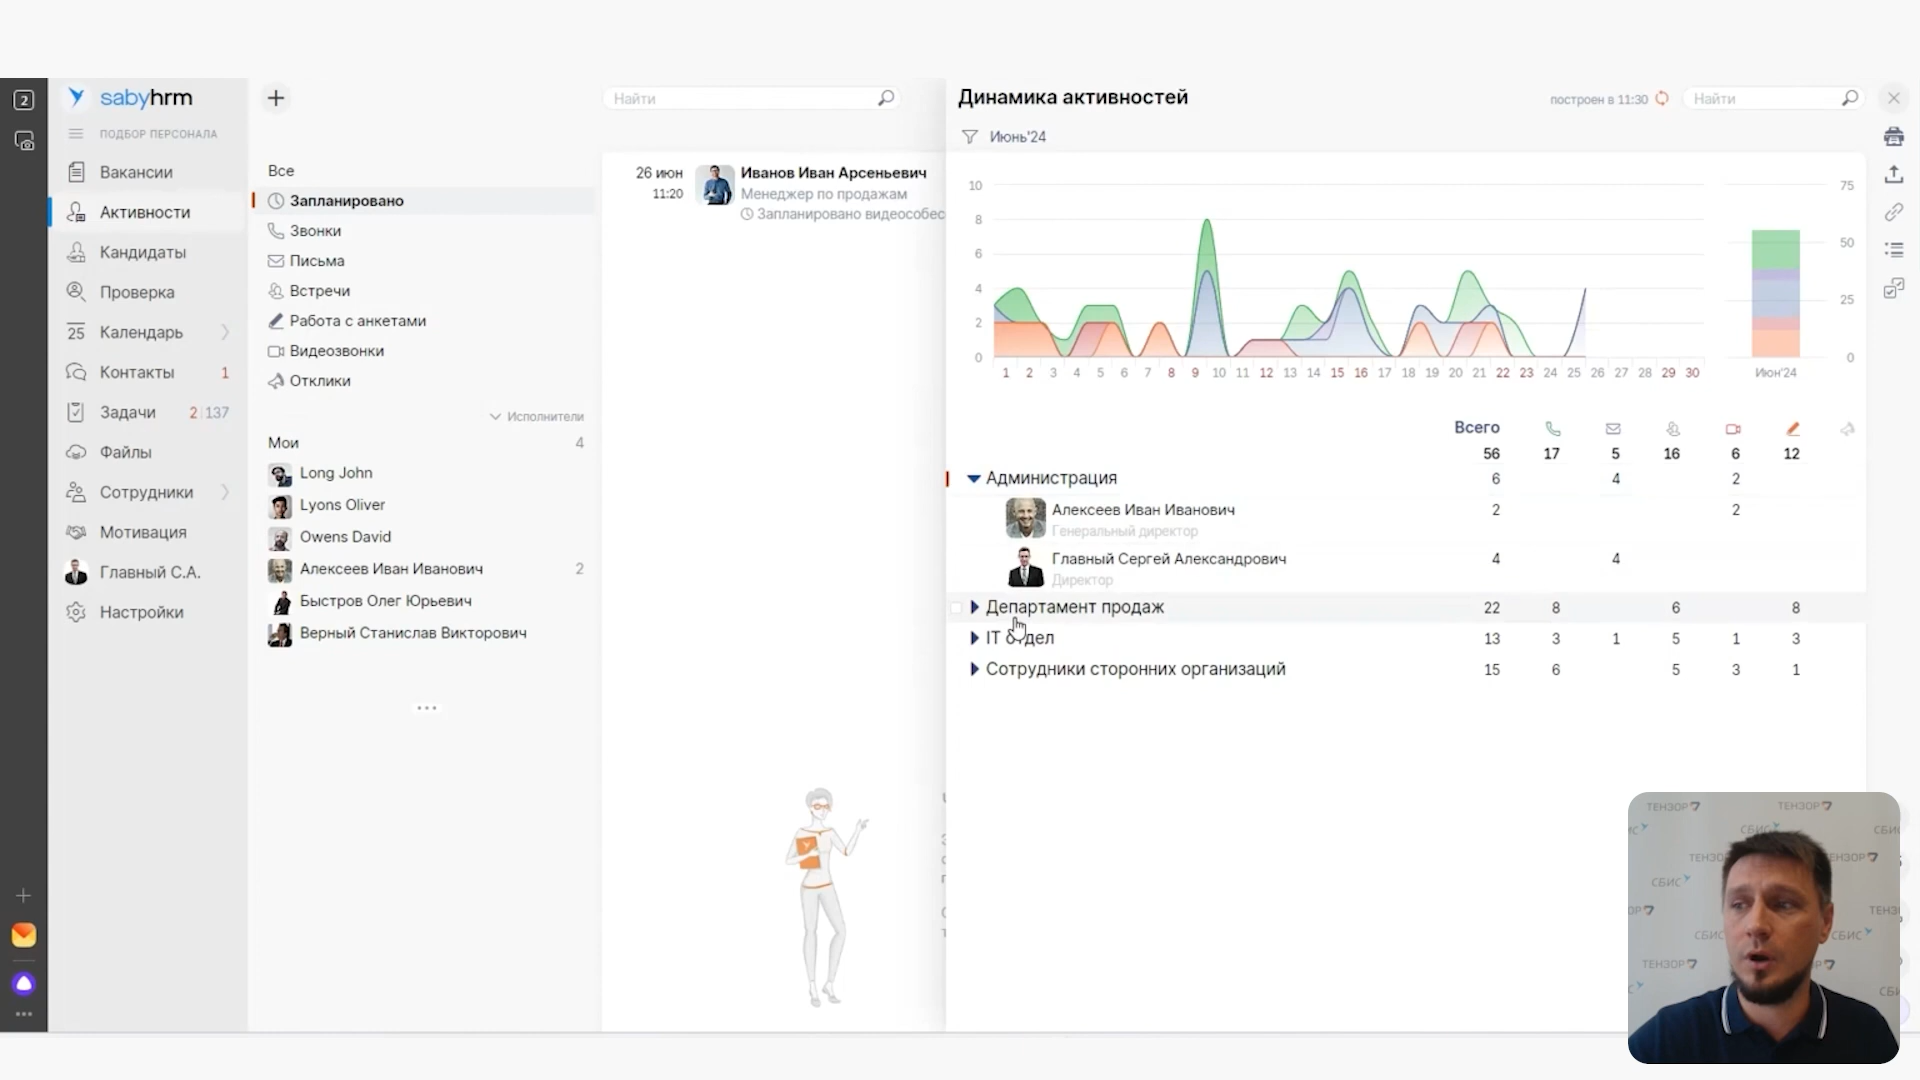 2
sabyhrm
ПОДБОР ПЕРСОНАЛА
Вакансии
Активности
Кандидаты
Проверка
25 Календарь
Контакты 1
Задачи 2 137
Файлы
Сотрудники
Мотивация
Главный С.А.
Настройки
Найти
Все
Запланировано
Звонки
Письма
Встречи
Работа с анкетами
Видеозвонки
Отклики
Исполнители
Мои 4
Long John
Lyons Oliver
Owens David
Алексеев Иван Иванович 2
Быстров Олег Юрьевич
Верный Станислав Викторович
26 июн
11:20
Иванов Иван Арсеньевич
Менеджер по продажам
Запланировано видеособес
Динамика активностей
построен в 11:30
Найти
Июнь'24
10
8
6
4
2
0
1 2 3 4 5 6 7 8 9 10 11 12 13 14 15 16 17 18 19 20 21 22 23 24 25 26 27 28 29 30
75
50
25
0
Июн'24
Всего
56 17 5 16 6 12
Администрация 6 4 2
Алексеев Иван Иванович 2 2
Генеральный директор
Главный Сергей Александрович 4 4
Директор
Департамент продаж 22 8 6 8
IT отдел 13 3 1 5 1 3
Сотрудники сторонних организаций 15 6 5 3 1
ТЕНЗОР ТЕНЗОР
СБИС
СБИС
СБИС
ТЕНЗОР